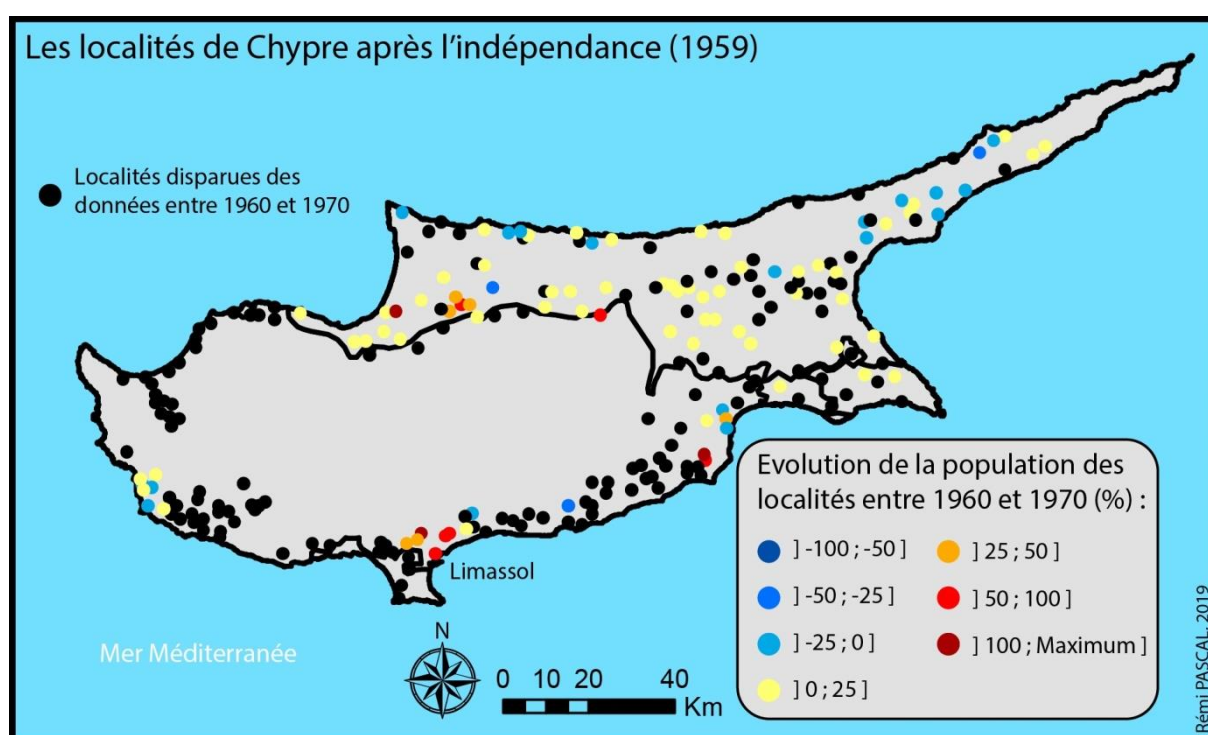 Les localités de Chypre après l'indépendance (1959)
Localités disparues des
données entre 1960 et 1970
Limassol
Mer Méditerranée
N
0 10 20 40
Km
Evolution de la population des
localités entre 1960 et 1970 (%) :
] -100 ; -50 ]
] -50 ; -25 ]
] -25 ; 0 ]
] 0 ; 25 ]
] 25 ; 50 ]
] 50 ; 100 ]
] 100 ; Maximum ]
Rémi PASCAL, 2019